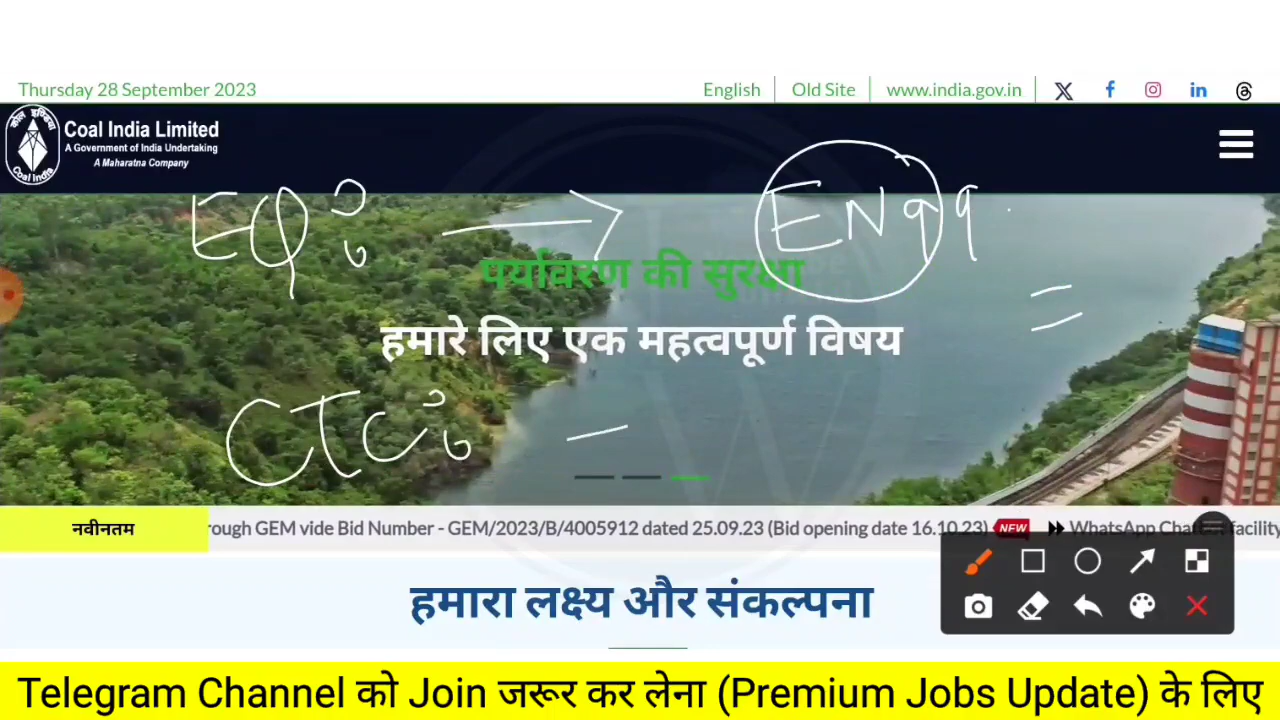 Thursday 28 September 2023 English Old Site www.india.gov.in
Coal India Limited
A Government of India Undertaking
A Maharatna Company
EQ: → ENgg
पर्यावरण की सुरक्षा
हमारे लिए एक महत्वपूर्ण विषय
CTC: -
नवीनतम rough GEM vide Bid Number - GEM/2023/B/4005912 dated 25.09.23 (Bid opening date 16.10.23) NEW WhatsApp facility
हमारा लक्ष्य और संकल्पना
Telegram Channel को Join जरूर कर लेना (Premium Jobs Update) के लिए